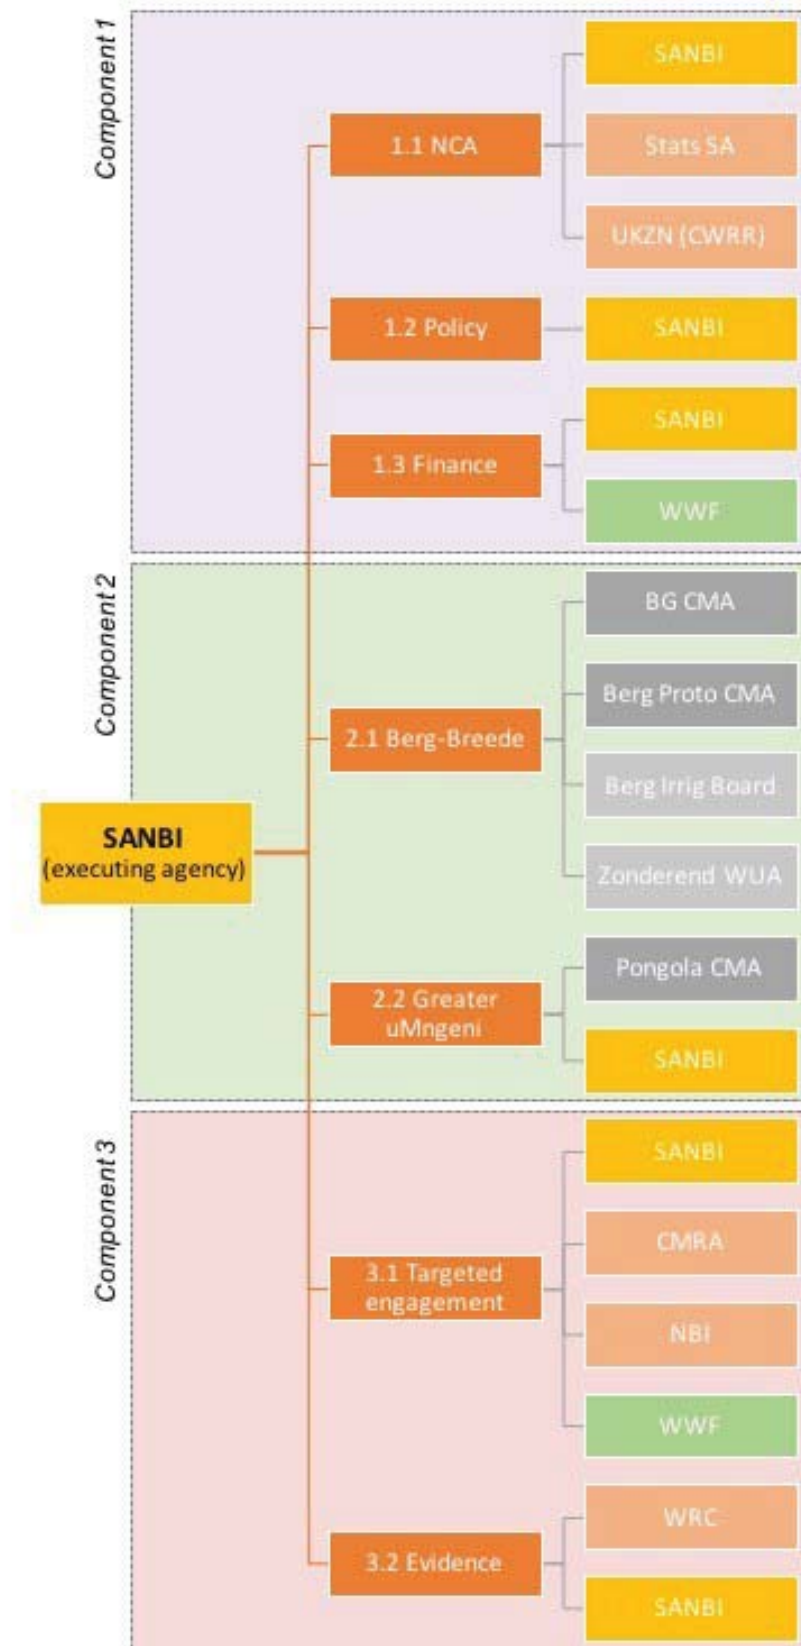 Component 1
SANBI
1.1 NCA
Stats SA
UKZN (CWRR)
1.2 Policy
SANBI
SANBI
1.3 Finance
WWF
Component 2
BG CMA
Berg Proto CMA
2.1 Berg-Breede
Berg Irrig Board
Zonderend WUA
SANBI
(executing agency)
Pongola CMA
2.2 Greater
uMngeni
SANBI
Component 3
SANBI
CMRA
3.1 Targeted
engagement
NBI
WWF
WRC
3.2 Evidence
SANBI